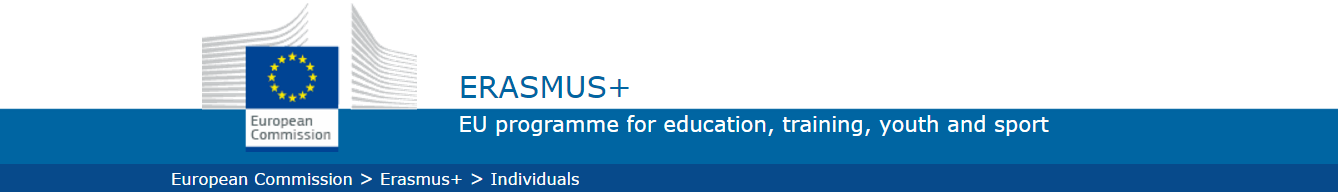 ERASMUS+
European
Commission
EU programme for education, training, youth and sport
European Commission > Erasmus+ > Individuals